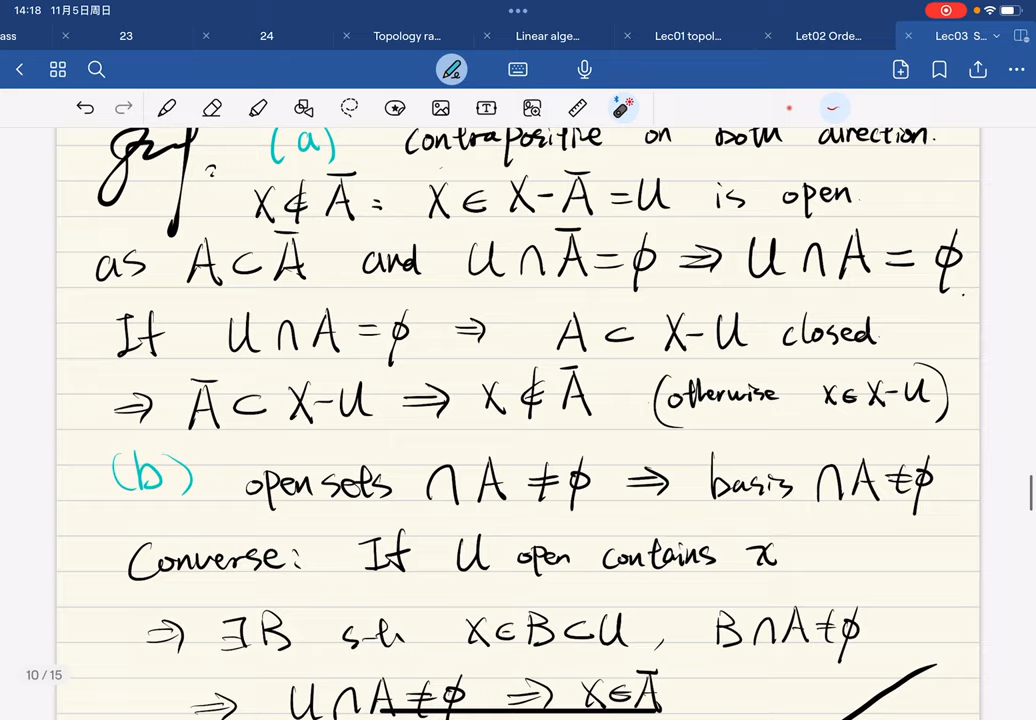 14:18 11月5日周日
ass 23 24 Topology ra... Linear alge... Lec01 topol... Let02 Orde... Lec03 S...
proof: (a) contrapositive on both direction.
X ∉ Ā : X ∈ X-Ā = U is open.
as A ⊂ Ā and U ∩ Ā = ϕ ⇒ U ∩ A = ϕ.
If U ∩ A = ϕ ⇒ A ⊂ X-U closed
⇒ Ā ⊂ X-U ⇒ X ∉ Ā (otherwise x ∈ X-U)
(b) open sets ∩ A ≠ ϕ ⇒ basis ∩ A ≠ ϕ
Converse: If U open contains x
⇒ ∃B s.th X ∈ B ⊂ U, B ∩ A ≠ ϕ
10 / 15
⇒ U ∩ A ≠ ϕ ⇒ X ∈ Ā